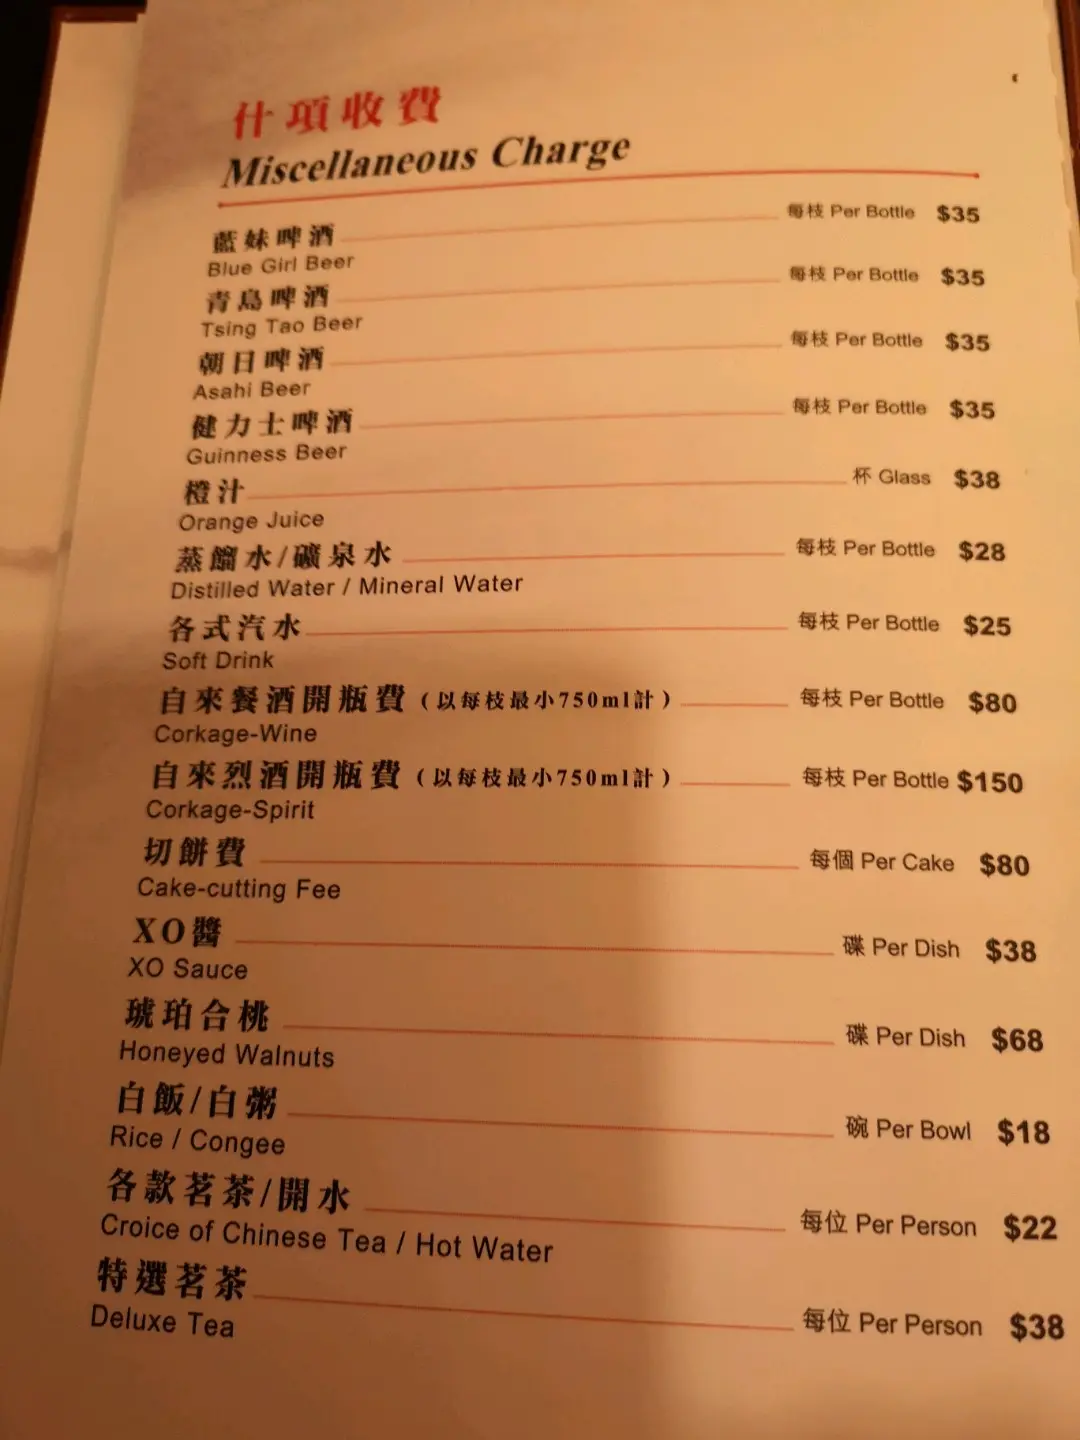 什項收費
Miscellaneous Charge
藍妹啤酒 每枝 Per Bottle $35
Blue Girl Beer
青島啤酒 每枝 Per Bottle $35
Tsing Tao Beer
朝日啤酒 每枝 Per Bottle $35
Asahi Beer
健力士啤酒 每枝 Per Bottle $35
Guinness Beer
橙汁 杯 Glass $38
Orange Juice
蒸餾水/礦泉水 每枝 Per Bottle $28
Distilled Water / Mineral Water
各式汽水 每枝 Per Bottle $25
Soft Drink
自來餐酒開瓶費（以每枝最小750ml計） 每枝 Per Bottle $80
Corkage-Wine
自來烈酒開瓶費（以每枝最小750ml計） 每枝 Per Bottle $150
Corkage-Spirit
切餅費 每個 Per Cake $80
Cake-cutting Fee
XO醬 碟 Per Dish $38
XO Sauce
琥珀合桃 碟 Per Dish $68
Honeyed Walnuts
白飯/白粥 碗 Per Bowl $18
Rice / Congee
各款茗茶/開水 每位 Per Person $22
Croice of Chinese Tea / Hot Water
特選茗茶 每位 Per Person $38
Deluxe Tea